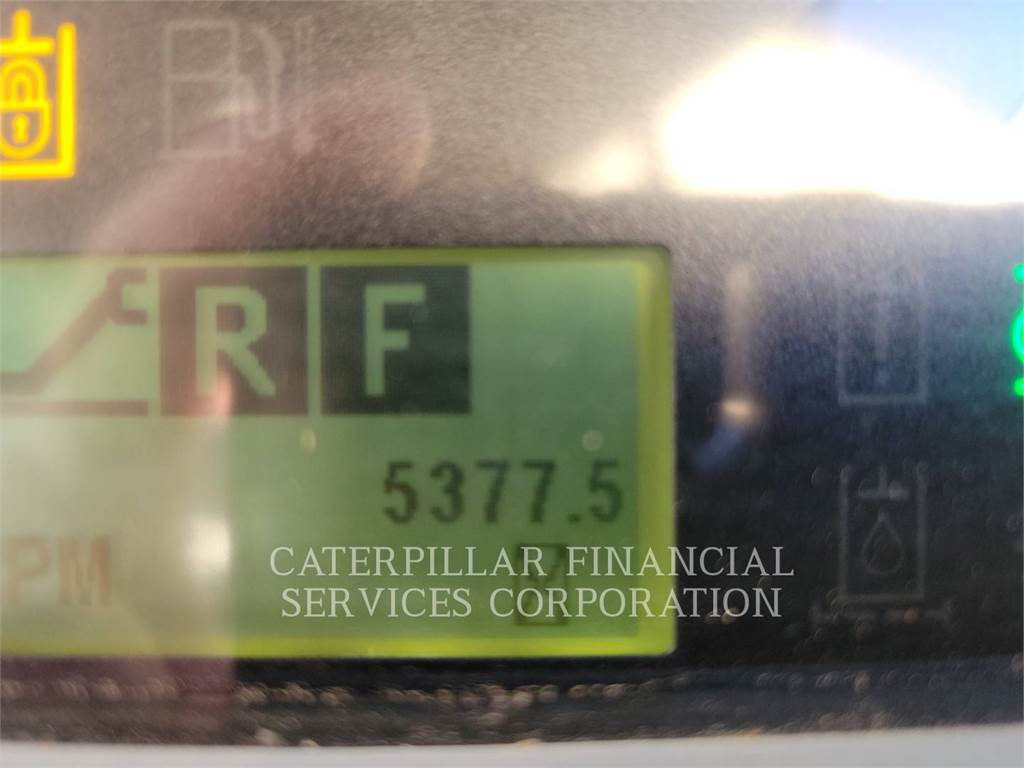 R F
5377.5
PM
CATERPILLAR FINANCIAL
SERVICES CORPORATION